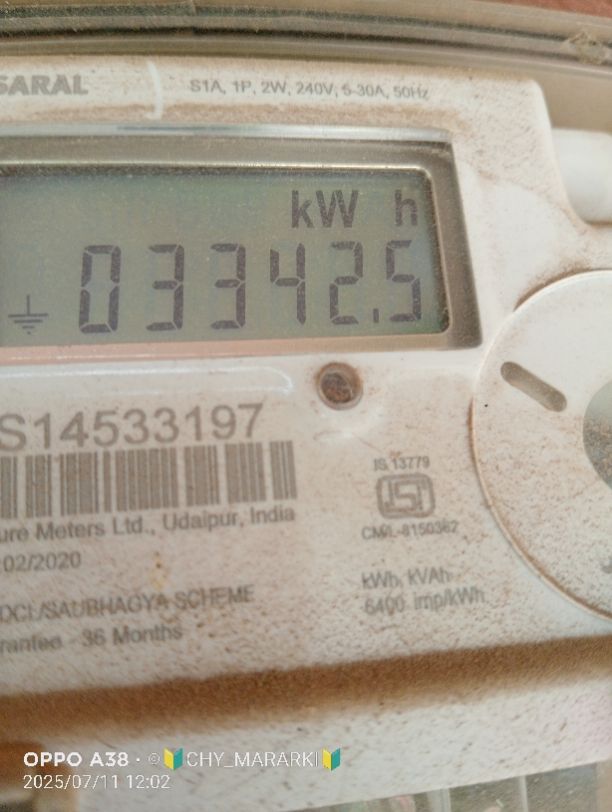 SARAL
S1A, 1P, 2W, 240V, 5-30A, 50Hz
kW h
03342.5
S14533197
ure Meters Ltd., Udaipur, India
02/2020
IS 13779
CM/L-8150362
DCL/SAUBHAGYA SCHEME
rantee - 36 Months
kWh, kVAh
6400 imp/kWh
OPPO A38 · ©🔰CHY_MARARKI🔰
2025/07/11 12:02